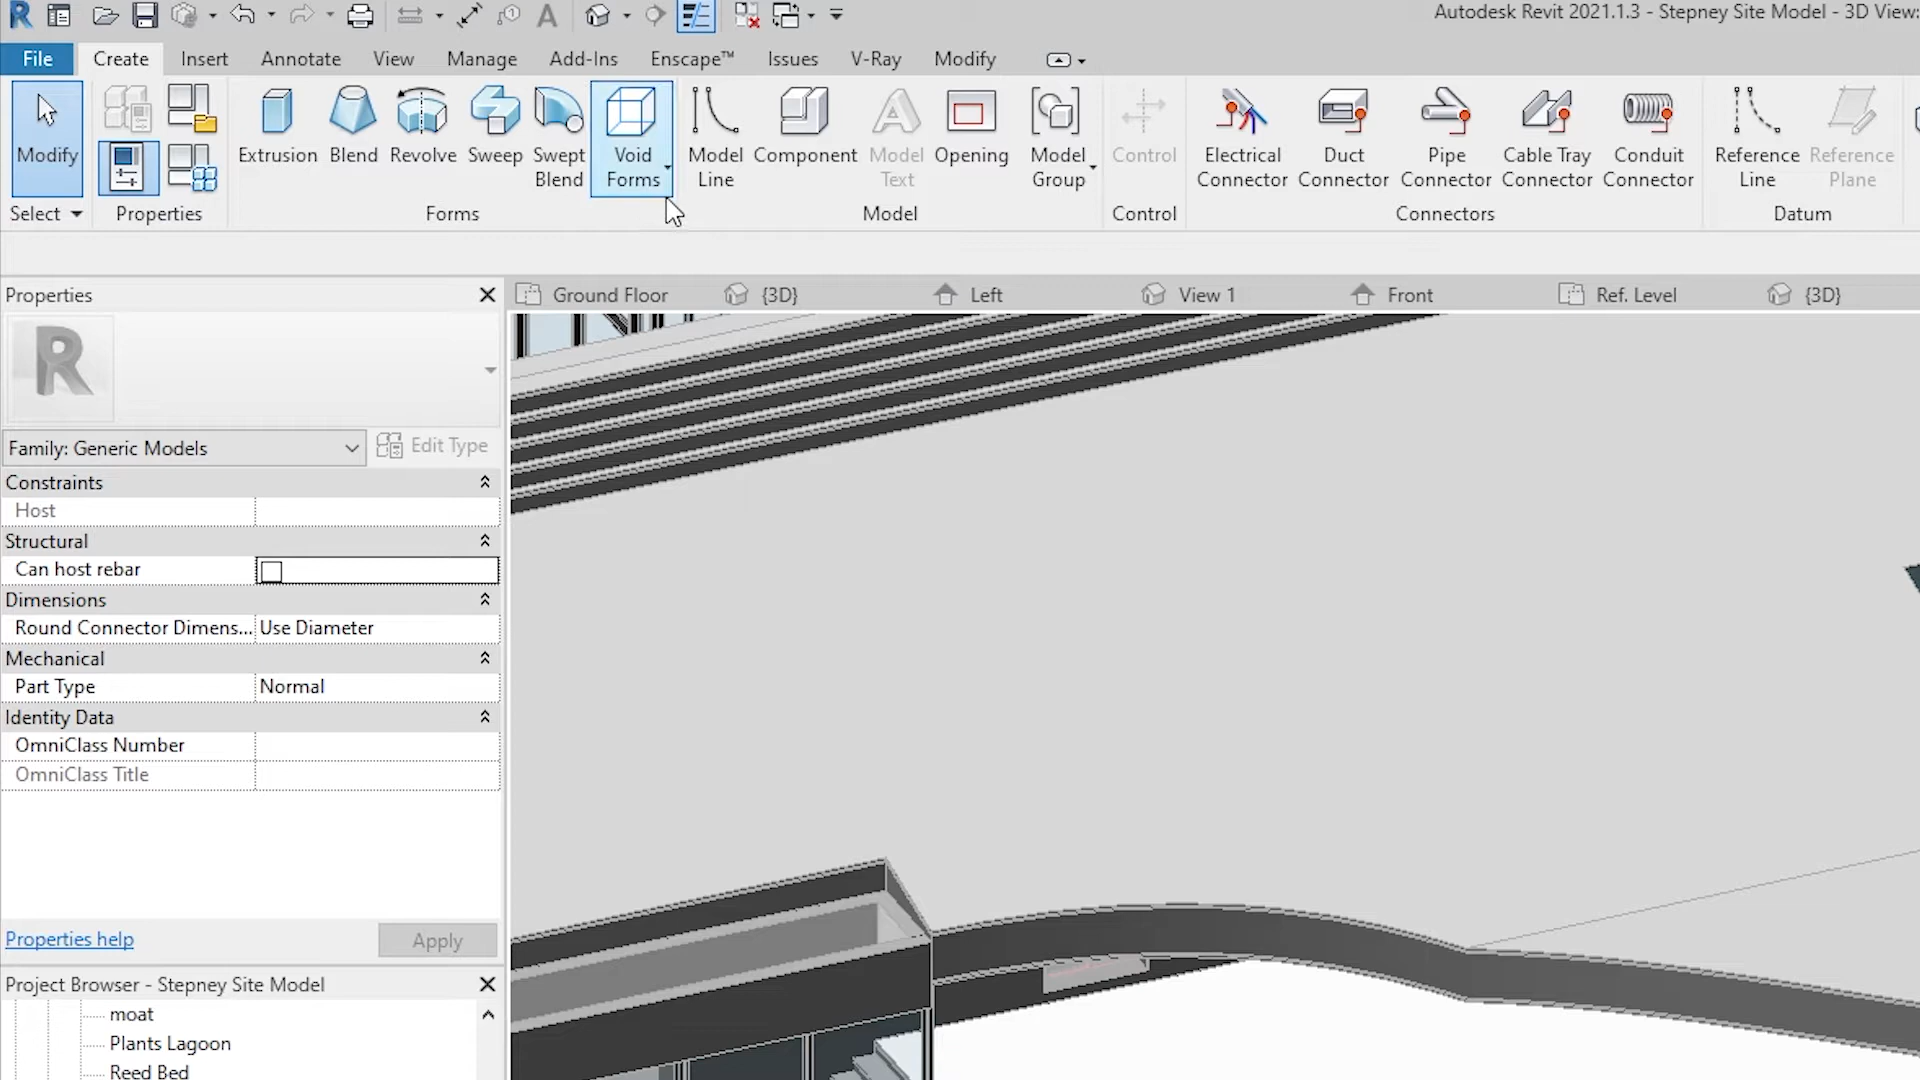 Autodesk Revit 2021.1.3 - Stepney Site Model - 3D View:
File Create Insert Annotate View Manage Add-Ins Enscape™ Issues V-Ray Modify
Modify Extrusion Blend Revolve Sweep Swept Blend Void Forms Model Line Component Model Text Opening Model Group Control Electrical Connector Duct Connector Pipe Connector Cable Tray Connector Conduit Connector Reference Line Reference Plane
Select Properties Forms Model Control Connectors Datum
Properties
Ground Floor {3D} Left View 1 Front Ref. Level {3D}
Family: Generic Models Edit Type
Constraints
Host
Structural
Can host rebar
Dimensions
Round Connector Dimens... Use Diameter
Mechanical
Part Type Normal
Identity Data
OmniClass Number
OmniClass Title
Properties help Apply
Project Browser - Stepney Site Model
moat
Plants Lagoon
Reed Bed